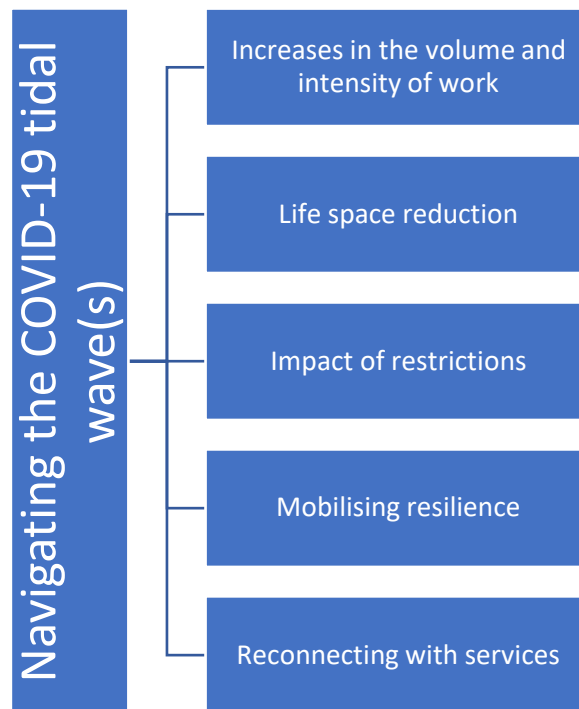 Navigating the COVID-19 tidal
wave(s)
Increases in the volume and
intensity of work
Life space reduction
Impact of restrictions
Mobilising resilience
Reconnecting with services